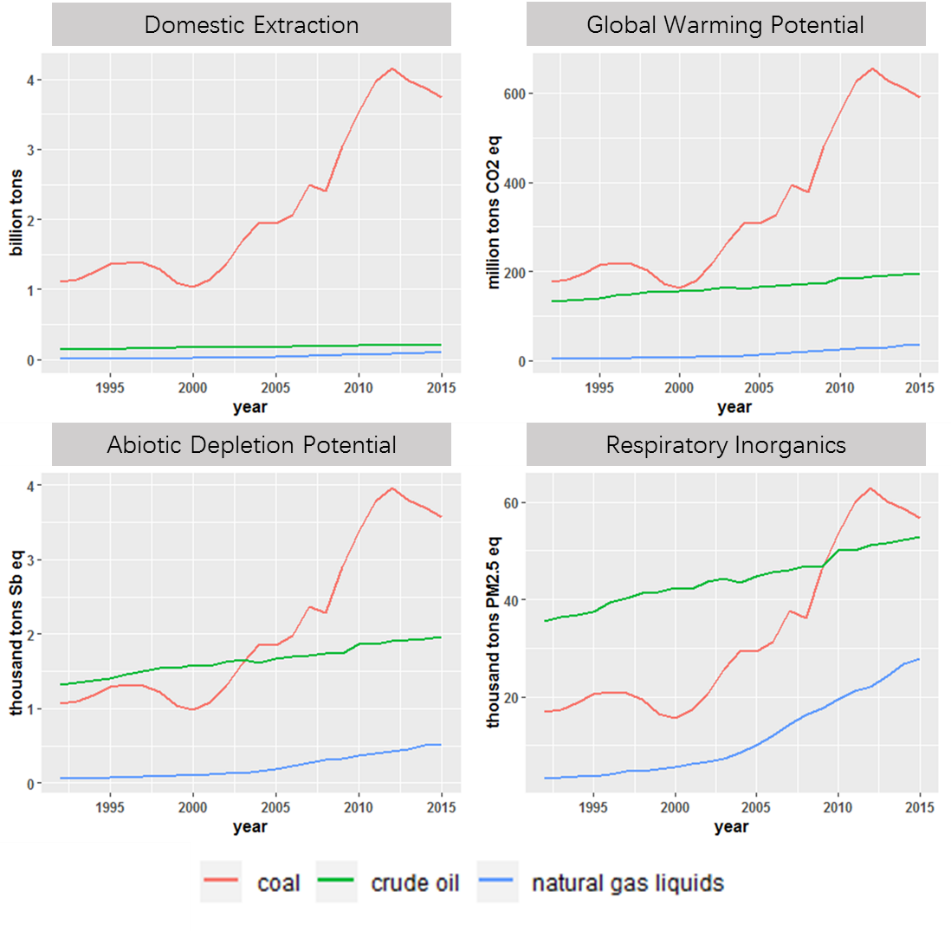 Domestic Extraction
Global Warming Potential
billion tons
4
3
2
1
0
1995 2000 2005 2010 2015
year
million tons CO2 eq
600
400
200
0
1995 2000 2005 2010 2015
year
Abiotic Depletion Potential
Respiratory Inorganics
thousand tons Sb eq
4
3
2
1
0
1995 2000 2005 2010 2015
year
thousand tons PM2.5 eq
60
40
20
1995 2000 2005 2010 2015
year
coal crude oil natural gas liquids